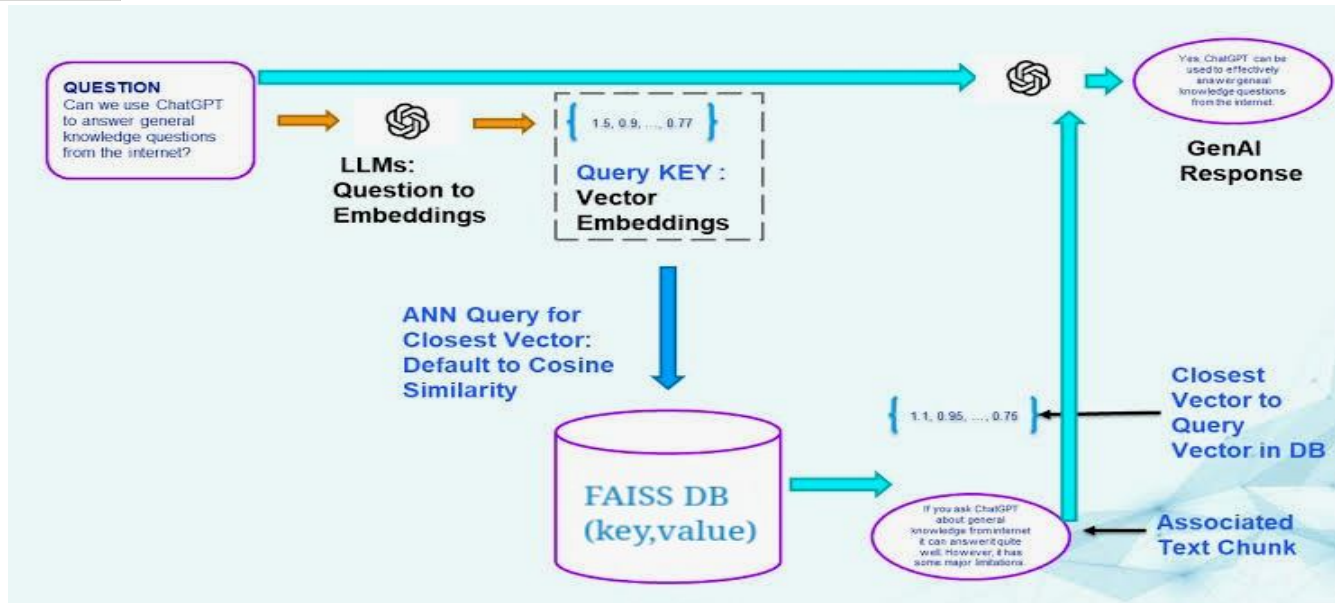 QUESTION
Can we use ChatGPT
to answer general
knowledge questions
from the internet?
LLMs:
Question to
Embeddings
{ 1.5, 0.9, ..., 0.77 }
Query KEY :
Vector
Embeddings
Yes, ChatGPT can be
used to effectively
answer geneal
knowledge questions
from the internet.
GenAI
Response
ANN Query for
Closest Vector:
Default to Cosine
Similarity
FAISS DB
(key,value)
{ 1.1, 0.95, ..., 0.75 }
Closest
Vector to
Query
Vector in DB
If you ask ChatGPT
about general
knowledge from internet
it can answer it quite
well. However, it has
some major limitations.
Associated
Text Chunk